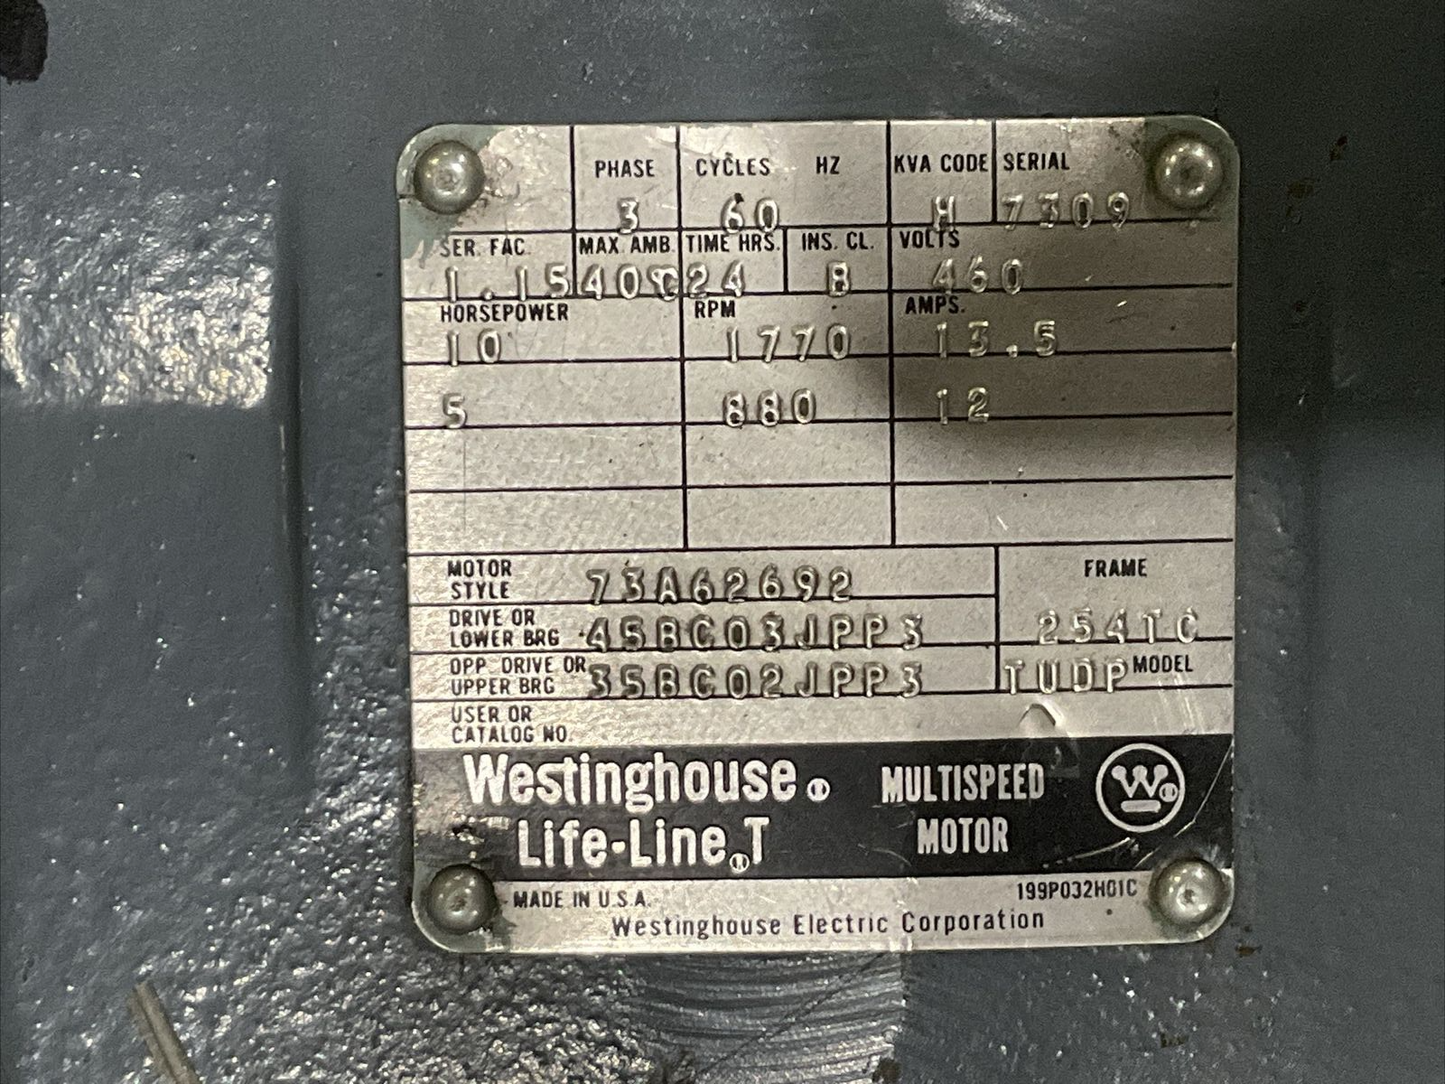 PHASE CYCLES HZ KVA CODE SERIAL
3 60 H 7309
SER. FAC. MAX. AMB. TIME HRS. INS. CL. VOLTS
1.15 40°C 24 B 460
HORSEPOWER RPM AMPS.
10 1770 13.5
5 880 12
MOTOR STYLE 73A62692 FRAME
DRIVE OR LOWER BRG 45BC03JPP3 254TC
OPP. DRIVE OR UPPER BRG 35BC02JPP3 TUDP MODEL
USER OR CATALOG NO.
Westinghouse ® MULTISPEED W ®
Life-Line ® T MOTOR
MADE IN U.S.A. 199P032H01C
Westinghouse Electric Corporation